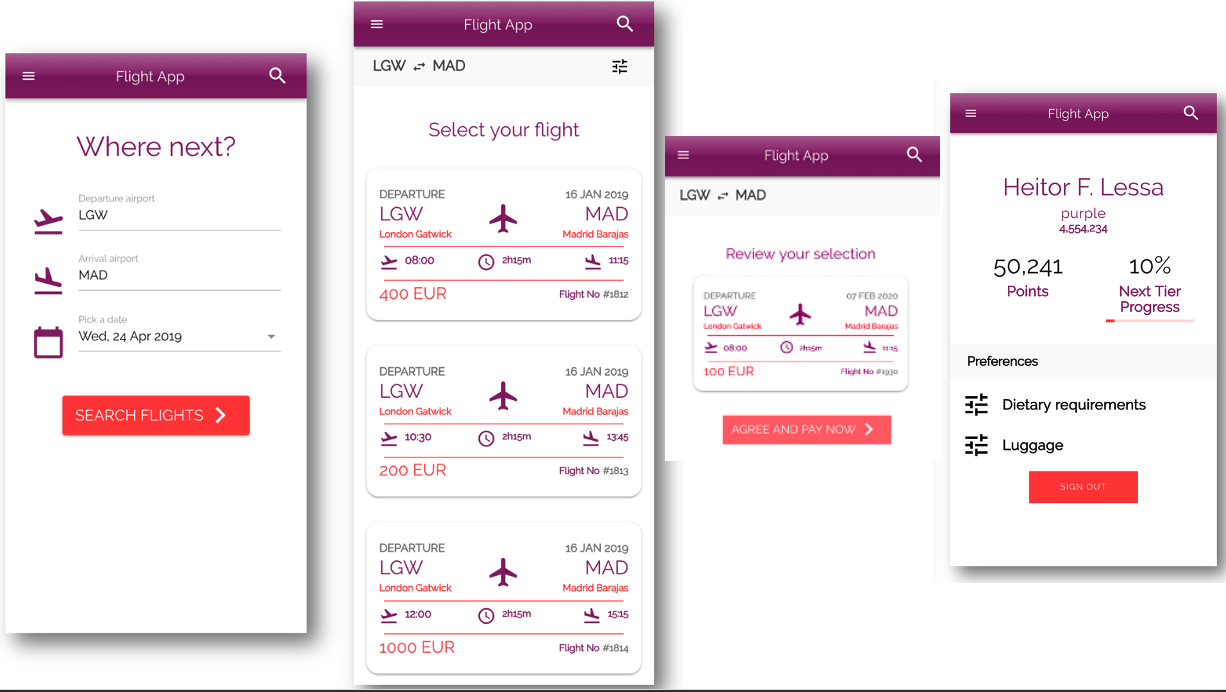 Flight App
Where next?
Departure airport
LGW
Arrival airport
MAD
Pick a date
Wed, 24 Apr 2019
SEARCH FLIGHTS
Flight App
LGW MAD
Select your flight
DEPARTURE 16 JAN 2019
LGW MAD
London Gatwick Madrid Barajas
08:00 2h15m 11:15
400 EUR Flight No #1812
DEPARTURE 16 JAN 2019
LGW MAD
London Gatwick Madrid Barajas
10:30 2h15m 13:45
200 EUR Flight No #1813
DEPARTURE 16 JAN 2019
LGW MAD
London Gatwick Madrid Barajas
12:00 2h15m 15:15
1000 EUR Flight No #1814
Flight App
LGW MAD
Review your selection
DEPARTURE 07 FEB 2020
LGW MAD
London Gatwick Madrid Barajas
08:00 2h15m 11:15
100 EUR Flight No #1930
AGREE AND PAY NOW
Flight App
Heitor F. Lessa
purple
4,554,234
50,241 10%
Points Next Tier
Progress
Preferences
Dietary requirements
Luggage
SIGN OUT